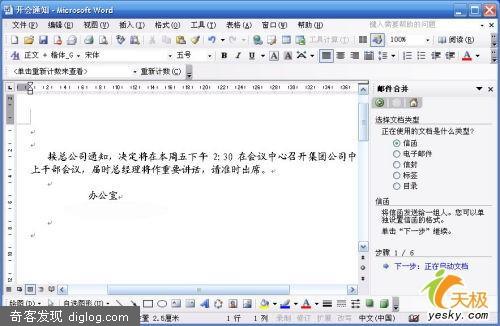 开会通知 - Microsoft Word
文件(F) 编辑(E) 视图(V) 插入(I) 格式(O) 工具(T) 表格(A) 窗口(W) 帮助(H) 键入需要帮助的问题
工具计算(G) 100% 阅读(R)
正文 + 楷体_G 宋体 五号 B I U A
<单击重新计数来查看> 重新计数(C)
邮件合并
选择文档类型
正在使用的文档是什么类型?
信函
电子邮件
信封
标签
目录
信函
将信函发送给一组人。您可以单
独设置信函的格式。
单击“下一步”继续。
步骤 1 / 6
下一步: 正在启动文档
按总公司通知，决定将在本周五下午 2:30 在会议中心召开集团公司中
上干部会议，届时总经理将作重要讲话，请准时出席。
办公室
绘图(D) 自选图形(U)
位置 2.5厘米 1 行 1 列 录制 修订 扩展 改写 中文(中国)
奇客发现 diglog.com
天极
yesky.com